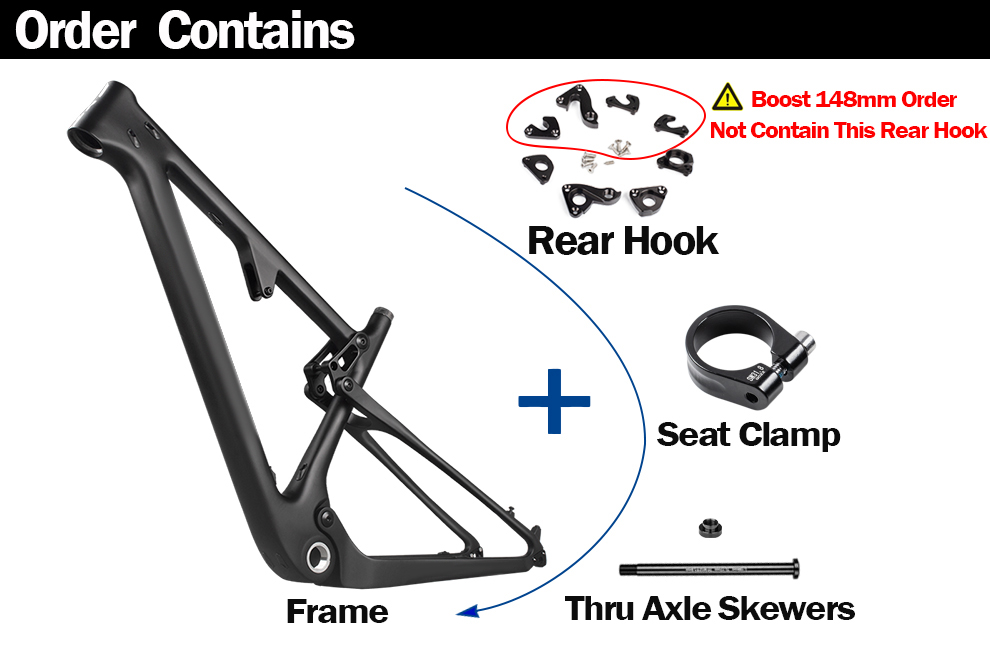 Order Contains
Boost 148mm Order
Not Contain This Rear Hook
Rear Hook
Seat Clamp
Thru Axle Skewers
Frame